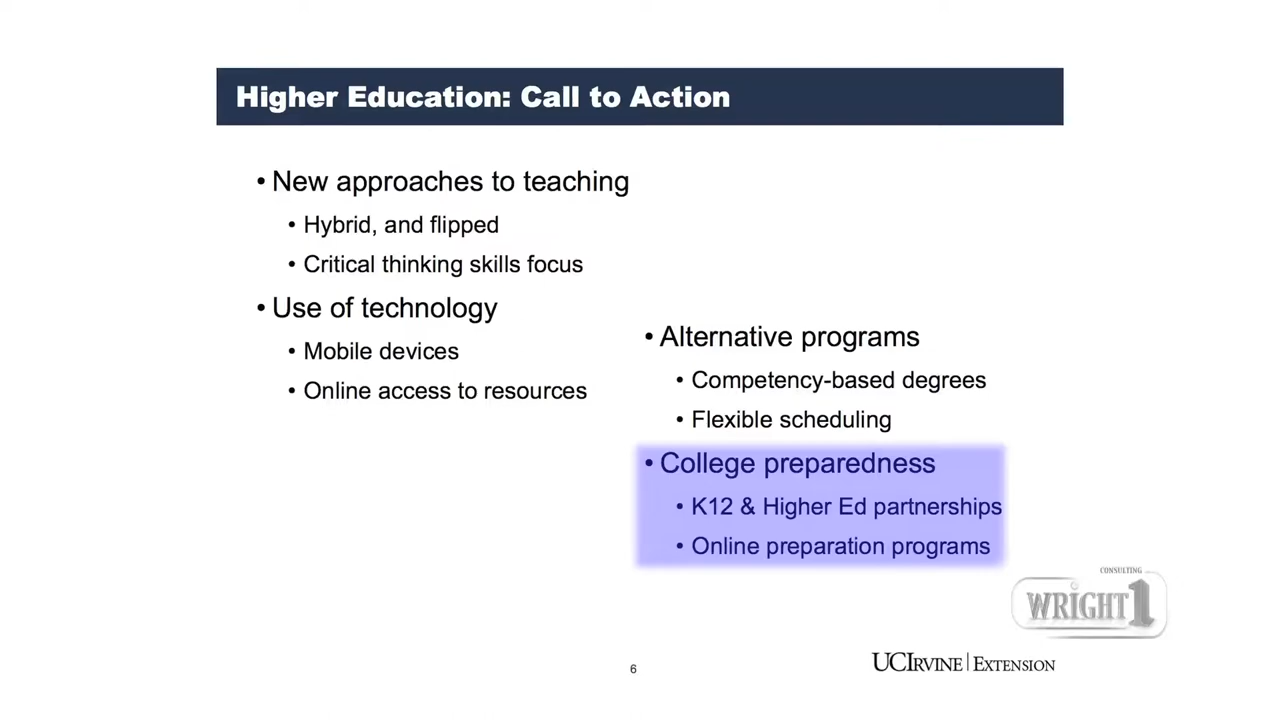 Higher Education: Call to Action
• New approaches to teaching
• Hybrid, and flipped
• Critical thinking skills focus
• Use of technology
• Mobile devices
• Online access to resources
• Alternative programs
• Competency-based degrees
• Flexible scheduling
• College preparedness
• K12 & Higher Ed partnerships
• Online preparation programs
CONSULTING
WRIGHT1
6
UCIRVINE | EXTENSION